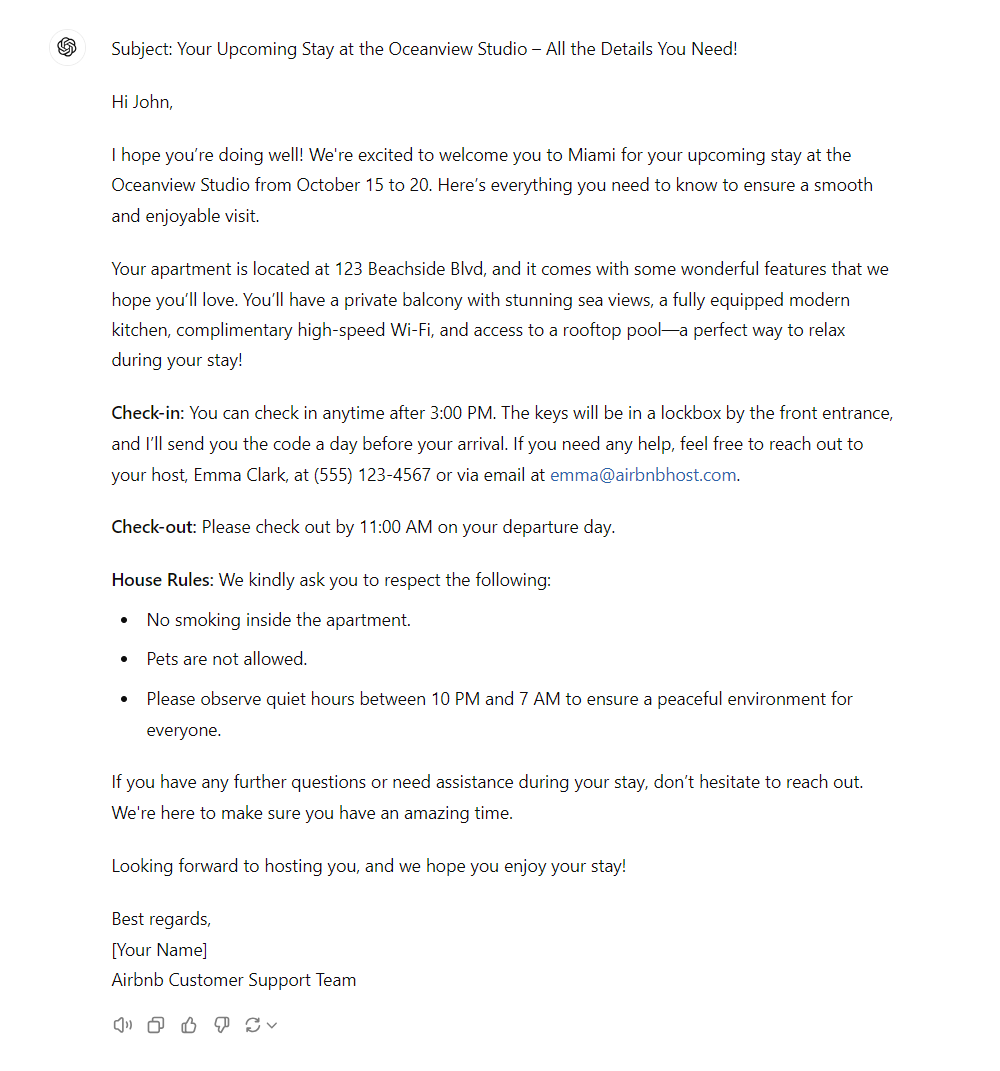 Subject: Your Upcoming Stay at the Oceanview Studio – All the Details You Need!
Hi John,
I hope you’re doing well! We're excited to welcome you to Miami for your upcoming stay at the
Oceanview Studio from October 15 to 20. Here’s everything you need to know to ensure a smooth
and enjoyable visit.
Your apartment is located at 123 Beachside Blvd, and it comes with some wonderful features that we
hope you’ll love. You’ll have a private balcony with stunning sea views, a fully equipped modern
kitchen, complimentary high-speed Wi-Fi, and access to a rooftop pool—a perfect way to relax
during your stay!
Check-in: You can check in anytime after 3:00 PM. The keys will be in a lockbox by the front entrance,
and I’ll send you the code a day before your arrival. If you need any help, feel free to reach out to
your host, Emma Clark, at (555) 123-4567 or via email at emma@airbnbhost.com.
Check-out: Please check out by 11:00 AM on your departure day.
House Rules: We kindly ask you to respect the following:
• No smoking inside the apartment.
• Pets are not allowed.
• Please observe quiet hours between 10 PM and 7 AM to ensure a peaceful environment for
everyone.
If you have any further questions or need assistance during your stay, don’t hesitate to reach out.
We're here to make sure you have an amazing time.
Looking forward to hosting you, and we hope you enjoy your stay!
Best regards,
[Your Name]
Airbnb Customer Support Team